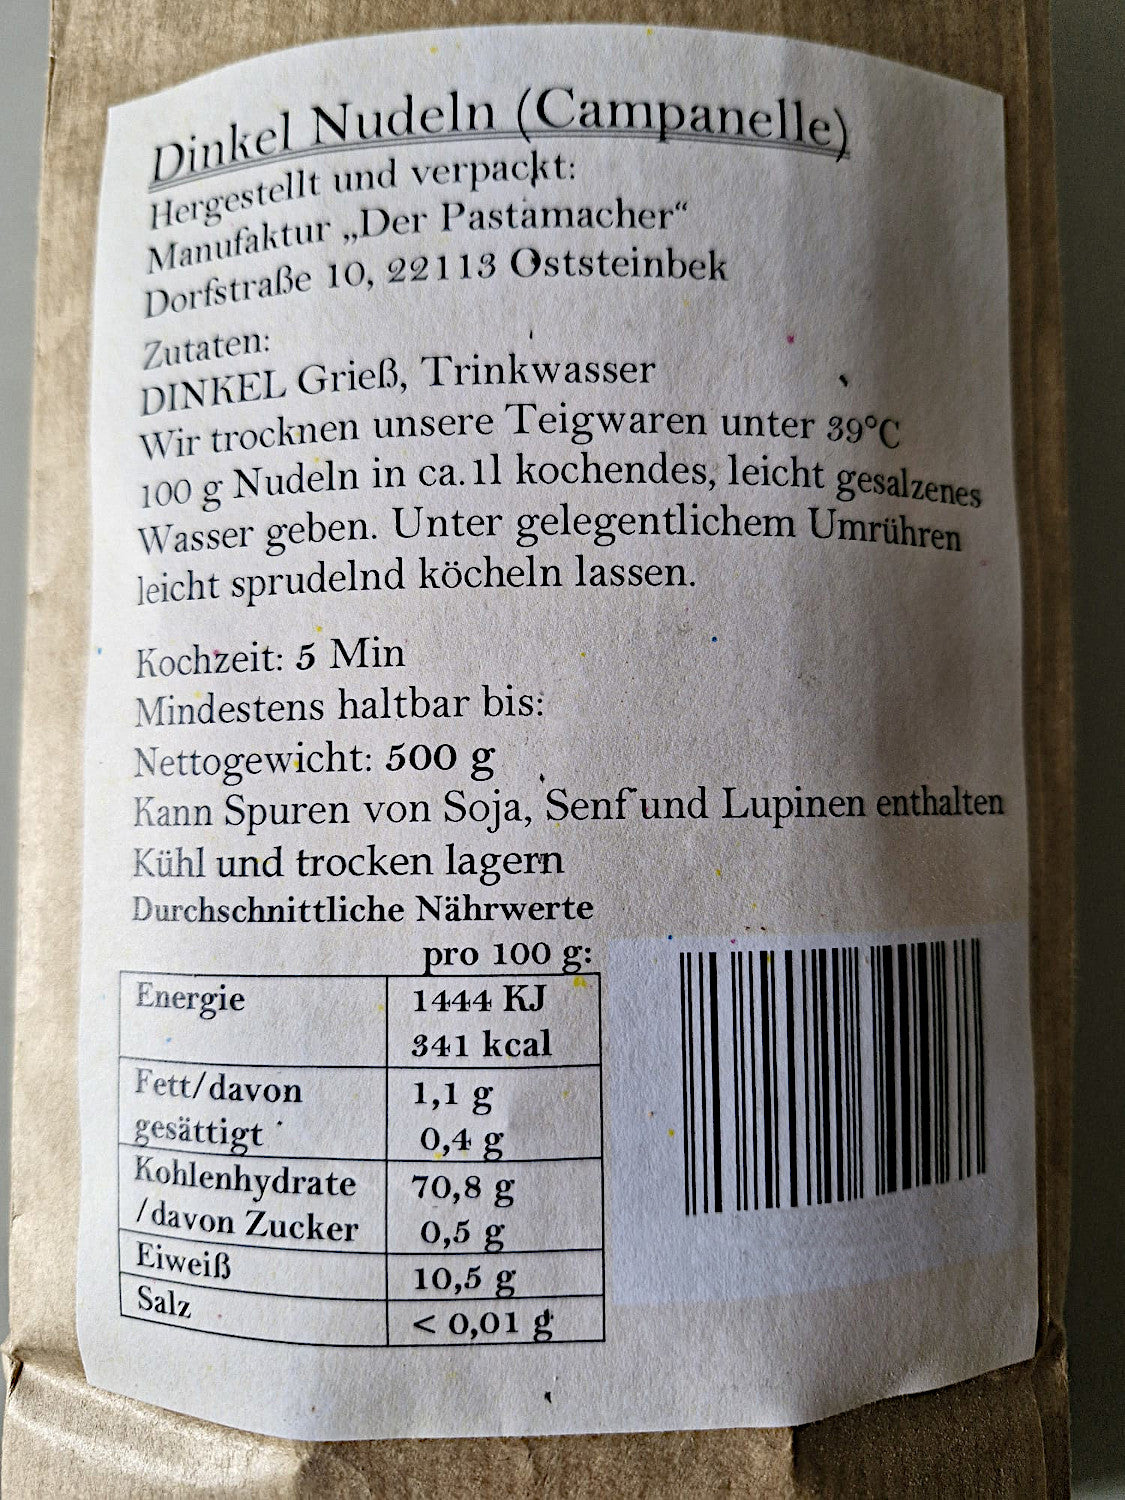 Dinkel Nudeln (Campanelle)
Hergestellt und verpackt:
Manufaktur „Der Pastamacher“
Dorfstraße 10, 22113 Oststeinbek
Zutaten:
DINKEL Grieß, Trinkwasser
Wir trocknen unsere Teigwaren unter 39°C
100 g Nudeln in ca. 1l kochendes, leicht gesalzenes
Wasser geben. Unter gelegentlichem Umrühren
leicht sprudelnd köcheln lassen.
Kochzeit: 5 Min
Mindestens haltbar bis:
Nettogewicht: 500 g
Kann Spuren von Soja, Senf und Lupinen enthalten
Kühl und trocken lagern
Durchschnittliche Nährwerte
pro 100 g:
Energie 1444 KJ
341 kcal
Fett/davon 1,1 g
gesättigt 0,4 g
Kohlenhydrate 70,8 g
/davon Zucker 0,5 g
Eiweiß 10,5 g
Salz < 0,01 g